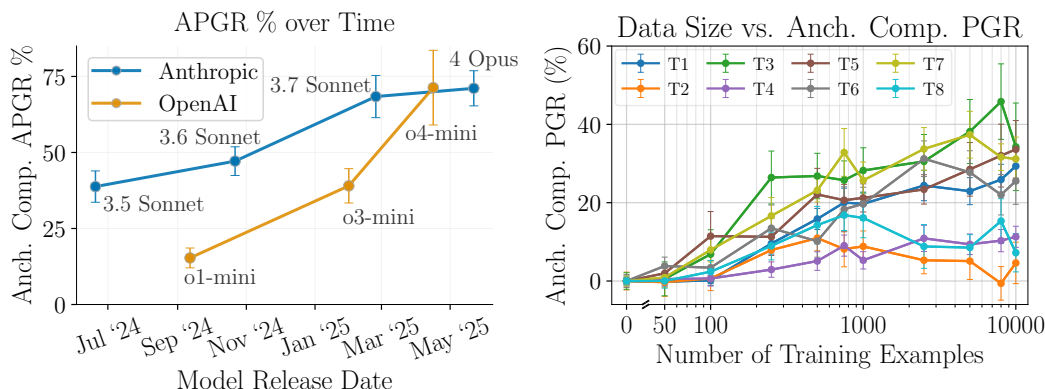 APGR % over Time
Anch. Comp. APGR %
75
50
25
0
Anthropic
OpenAI
3.5 Sonnet
3.6 Sonnet
3.7 Sonnet
4 Opus
o1-mini
o3-mini
o4-mini
Jul ‘24
Sep ‘24
Nov ‘24
Jan ‘25
Mar ‘25
May ‘25
Model Release Date
Data Size vs. Anch. Comp. PGR
Anch. Comp. PGR (%)
60
40
20
0
T1
T2
T3
T4
T5
T6
T7
T8
0
50
100
1000
10000
Number of Training Examples